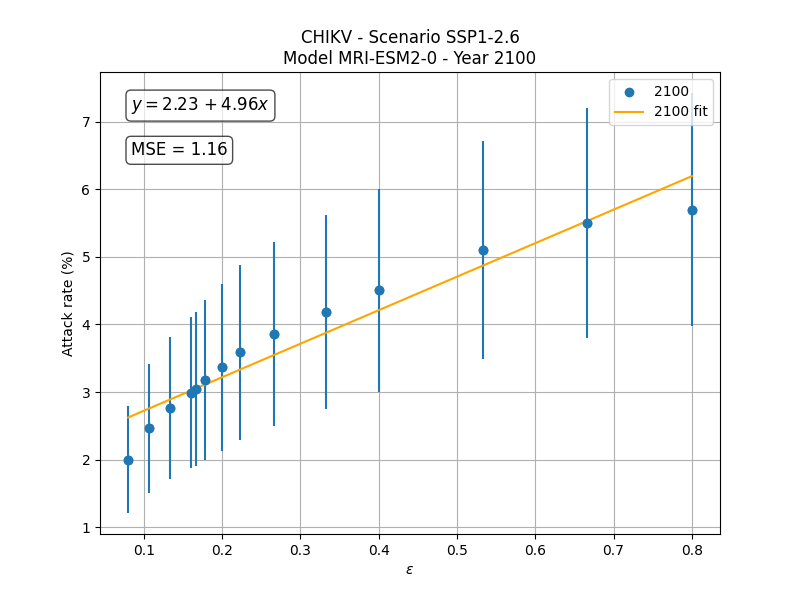 CHIKV - Scenario SSP1-2.6
Model MRI-ESM2-0 - Year 2100
y = 2.23 + 4.96x
MSE = 1.16
2100
2100 fit
Attack rate (%)
7
6
5
4
3
2
1
0.1 0.2 0.3 0.4 0.5 0.6 0.7 0.8
ε